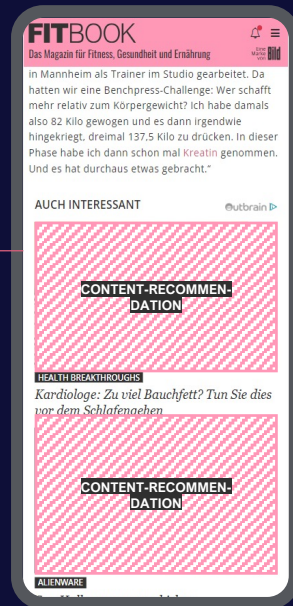 FITBOOK
Das Magazin für Fitness, Gesundheit und Ernährung
Eine Marke von Bild
in Mannheim als Trainer im Studio gearbeitet. Da
hatten wir eine Benchpress-Challenge: Wer schafft
mehr relativ zum Körpergewicht? Ich habe damals
also 82 Kilo gewogen und es dann irgendwie
hingekriegt, dreimal 137,5 Kilo zu drücken. In dieser
Phase habe ich dann schon mal Kreatin genommen.
Und es hat durchaus etwas gebracht.“
AUCH INTERESSANT
Outbrain
CONTENT-RECOMMEN-
DATION
HEALTH BREAKTHROUGHS
Kardiologe: Zu viel Bauchfett? Tun Sie dies
vor dem Schlafengehen
CONTENT-RECOMMEN-
DATION
ALIENWARE